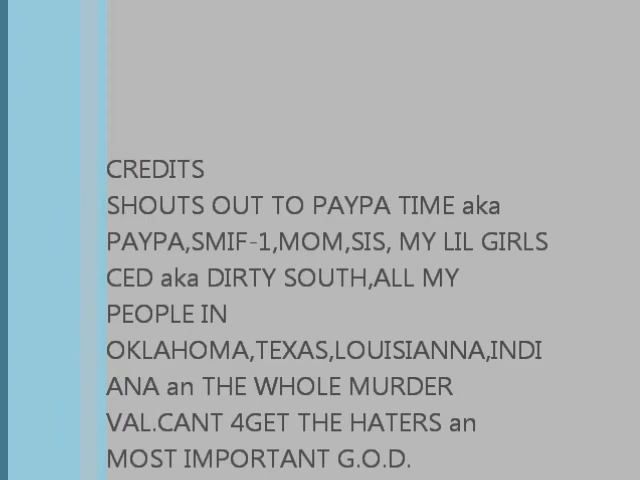 CREDITS
SHOUTS OUT TO PAYPA TIME aka
PAYPA,SMIF-1,MOM,SIS, MY LIL GIRLS
CED aka DIRTY SOUTH,ALL MY
PEOPLE IN
OKLAHOMA,TEXAS,LOUISIANNA,INDI
ANA an THE WHOLE MURDER
VAL.CANT 4GET THE HATERS an
MOST IMPORTANT G.O.D.